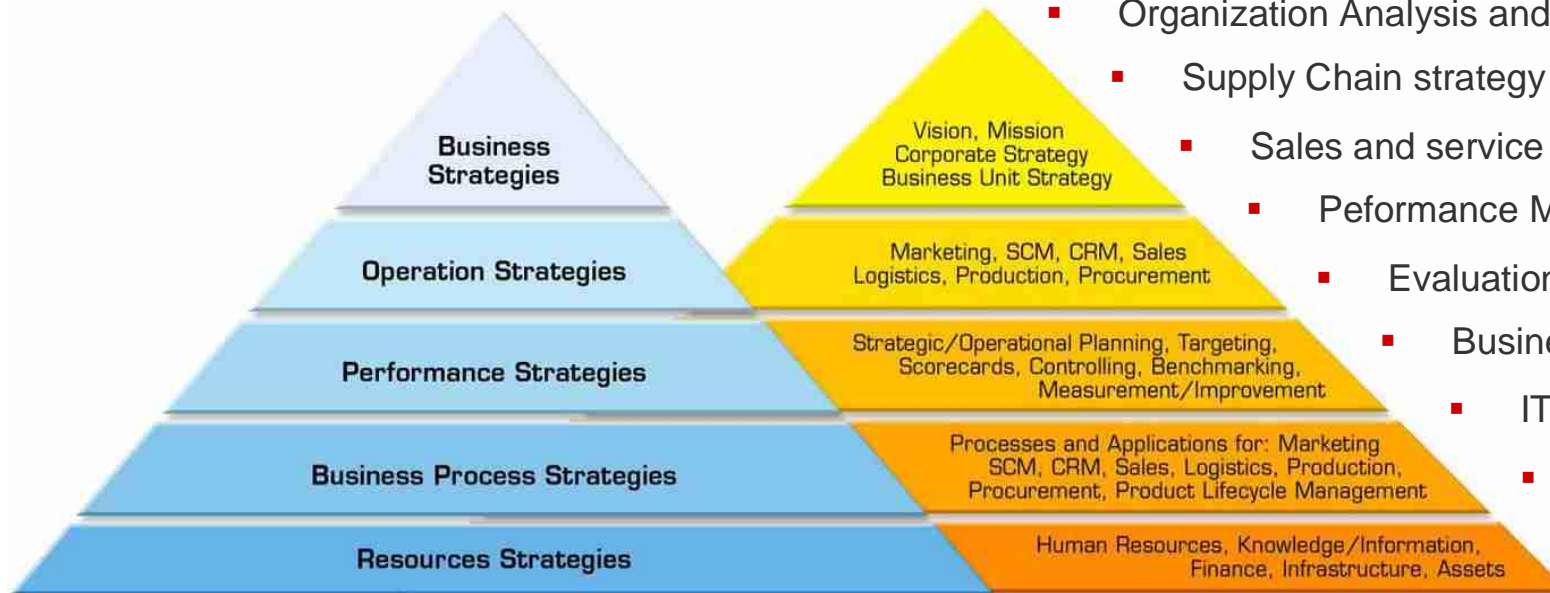 Business
Strategies
Operation Strategies
Performance Strategies
Business Process Strategies
Resources Strategies
Vision, Mission
Corporate Strategy
Business Unit Strategy
Marketing, SCM, CRM, Sales
Logistics, Production, Procurement
Strategic/Operational Planning, Targeting,
Scorecards, Controlling, Benchmarking,
Measurement/Improvement
Processes and Applications for: Marketing
SCM, CRM, Sales, Logistics, Production,
Procurement, Product Lifecycle Management
Human Resources, Knowledge/Information,
Finance, Infrastructure, Assets
Organization Analysis and
Supply Chain strategy
Sales and service
Peformance
IT